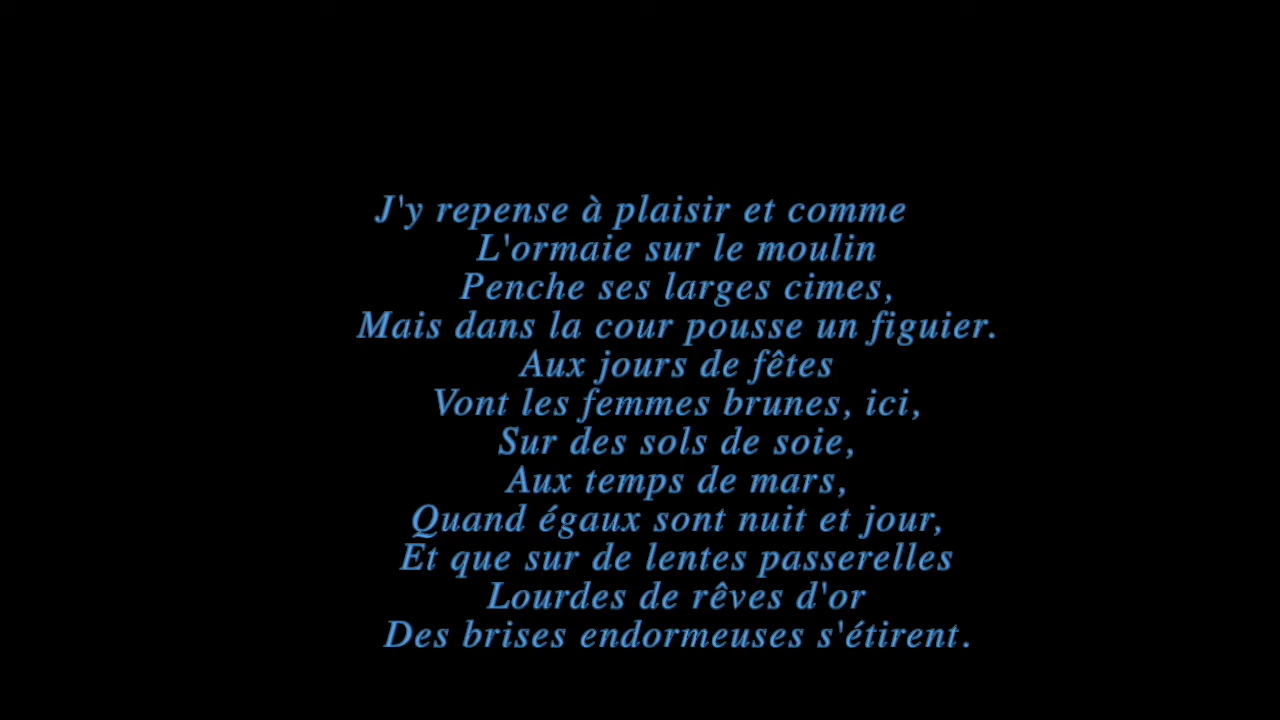 J'y repense à plaisir et comme
L'ormaie sur le moulin
Penche ses larges cimes,
Mais dans la cour pousse un figuier.
Aux jours de fêtes
Vont les femmes brunes, ici,
Sur des sols de soie,
Aux temps de mars,
Quand égaux sont nuit et jour,
Et que sur de lentes passerelles
Lourdes de rêves d'or
Des brises endormeuses s'étirent.